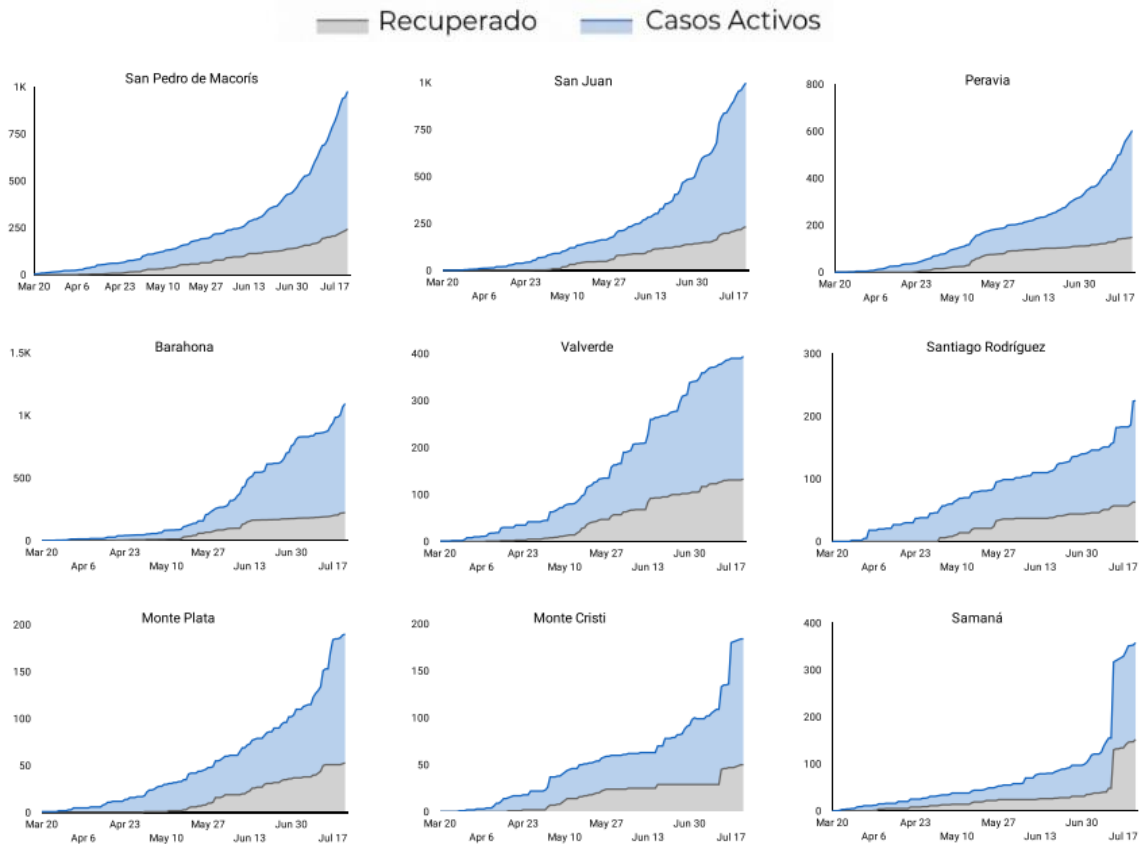 Recuperado Casos Activos
San Pedro de Macorís
1K
750
500
250
Mar 20 Apr 6 Apr 23 May 10 May 27 Jun 13 Jun 30 Jul 17
San Juan
1K
750
500
250
0
Mar 20 Apr 23 May 27 Jun 30
Apr 6 May 10 Jun 13 Jul 17
Peravia
800
600
400
200
0
Mar 20 Apr 23 May 27 Jun 30
Apr 6 May 10 Jun 13 Jul 17
Barahona
1.5K
1K
500
0
Mar 20 Apr 23 May 27 Jun 30
Apr 6 May 10 Jun 13 Jul 17
Valverde
400
300
200
100
0
Mar 20 Apr 23 May 27 Jun 30
Apr 6 May 10 Jun 13 Jul 17
Santiago Rodríguez
300
200
100
0
Mar 20 Apr 23 May 27 Jun 30
Apr 6 May 10 Jun 13 Jul 17
Monte Plata
200
150
100
50
0
Mar 20 Apr 23 May 27 Jun 30
Apr 6 May 10 Jun 13 Jul 17
Monte Cristi
200
150
100
50
0
Mar 20 Apr 23 May 27 Jun 30
Apr 6 May 10 Jun 13 Jul 17
Samaná
400
300
200
100
0
Mar 20 Apr 23 May 27 Jun 30
Apr 6 May 10 Jun 13 Jul 17